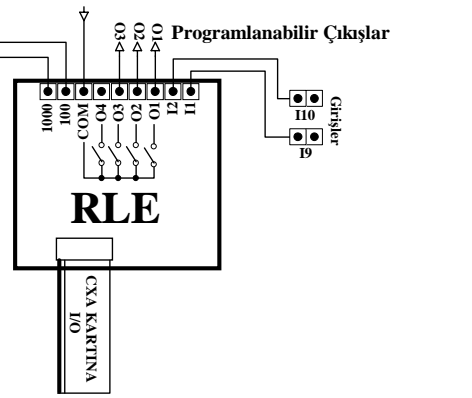 O3 O2 O1 Programlanabilir Çıkışlar
1000 100 COM O4 O3 O2 O1 I2 I1
I10
Girişler
I9
RLE
CXA KARTINA
I/O